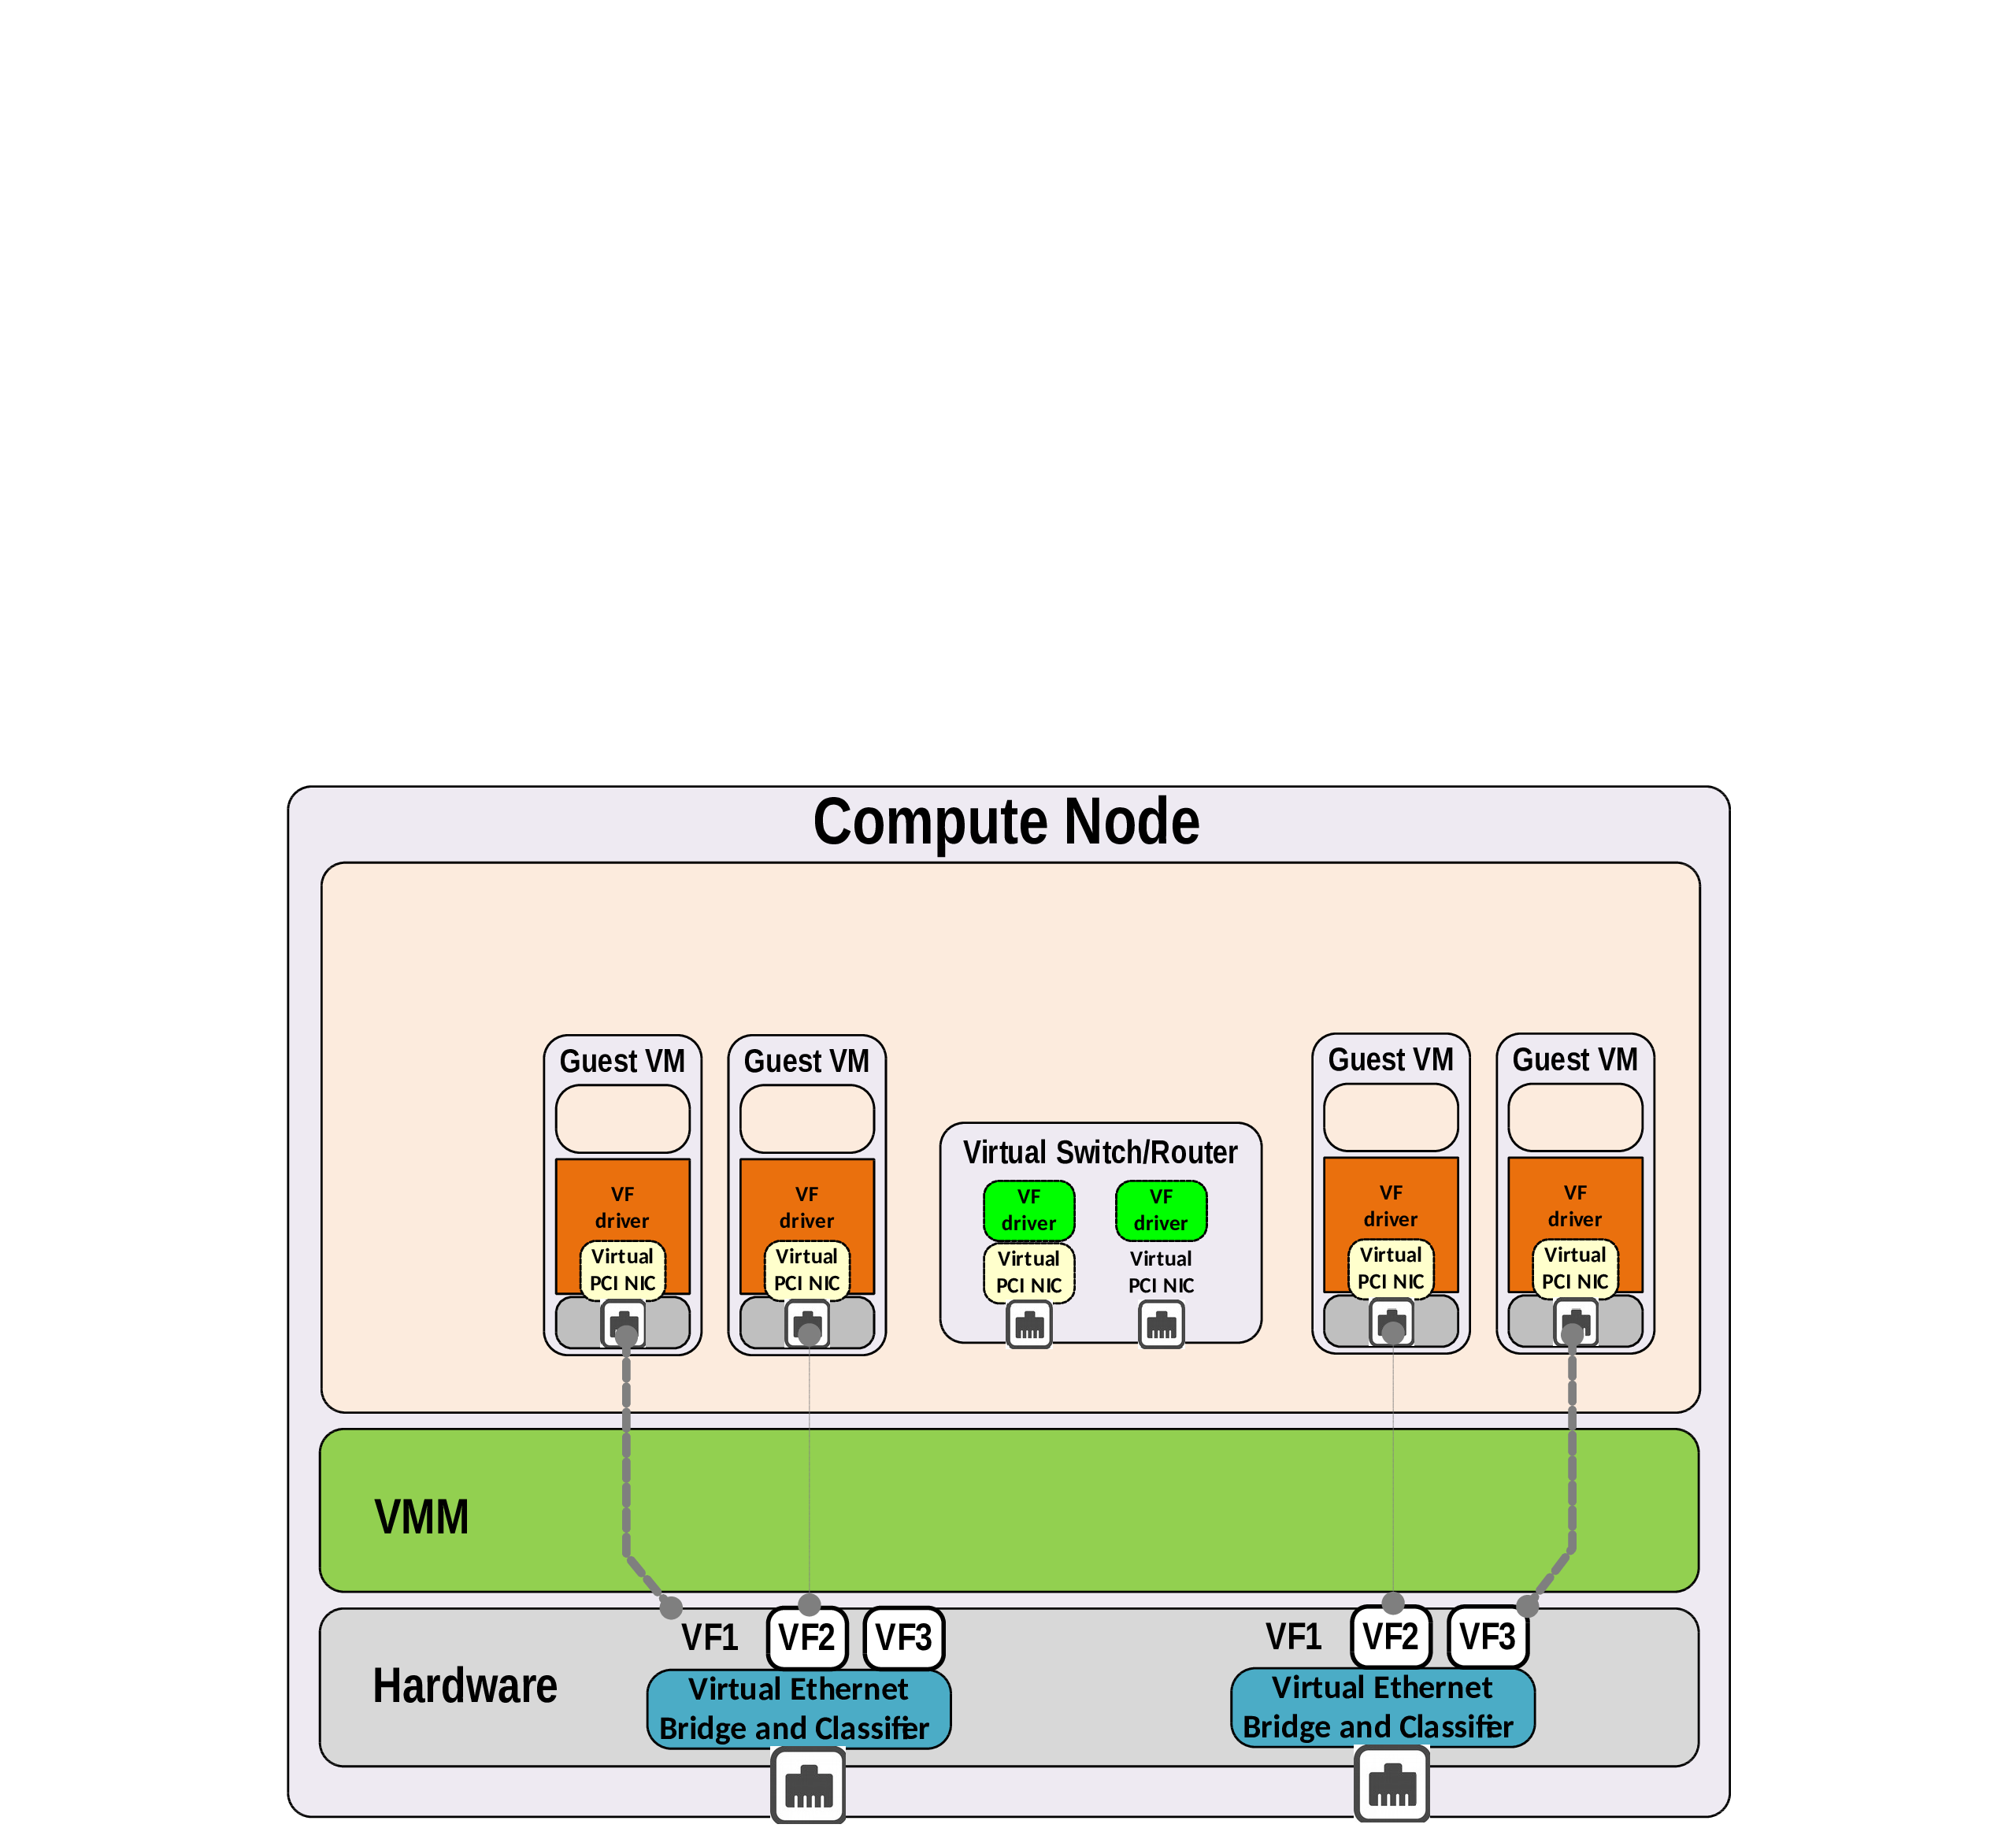 Compute Node
Guest VM
Guest VM
Guest VM
Guest VM
Virtual Switch/Router
VF
driver
VF
driver
VF
driver
VF
driver
VF
driver
VF
driver
Virtual
PCI NIC
Virtual
PCI NIC
Virtual
PCI NIC
Virtual
PCI NIC
Virtual
PCI NIC
Virtual
PCI NIC
VMM
VF1
VF2
VF3
VF1
VF2
VF3
Hardware
Virtual Ethernet
Bridge and Classifier
Virtual Ethernet
Bridge and Classifier